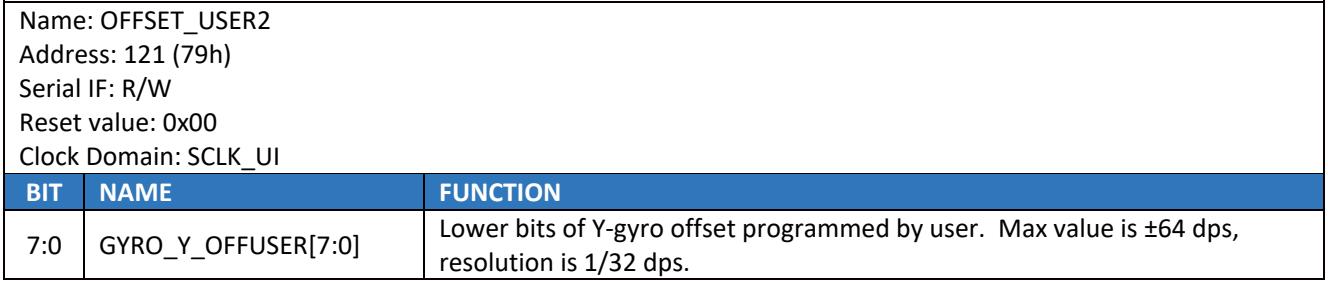 Name: OFFSET_USER2
Address: 121 (79h)
Serial IF: R/W
Reset value: 0x00
Clock Domain: SCLK_UI
BIT NAME FUNCTION
7:0 GYRO_Y_OFFUSER[7:0] Lower bits of Y-gyro offset programmed by user. Max value is ±64 dps,
resolution is 1/32 dps.